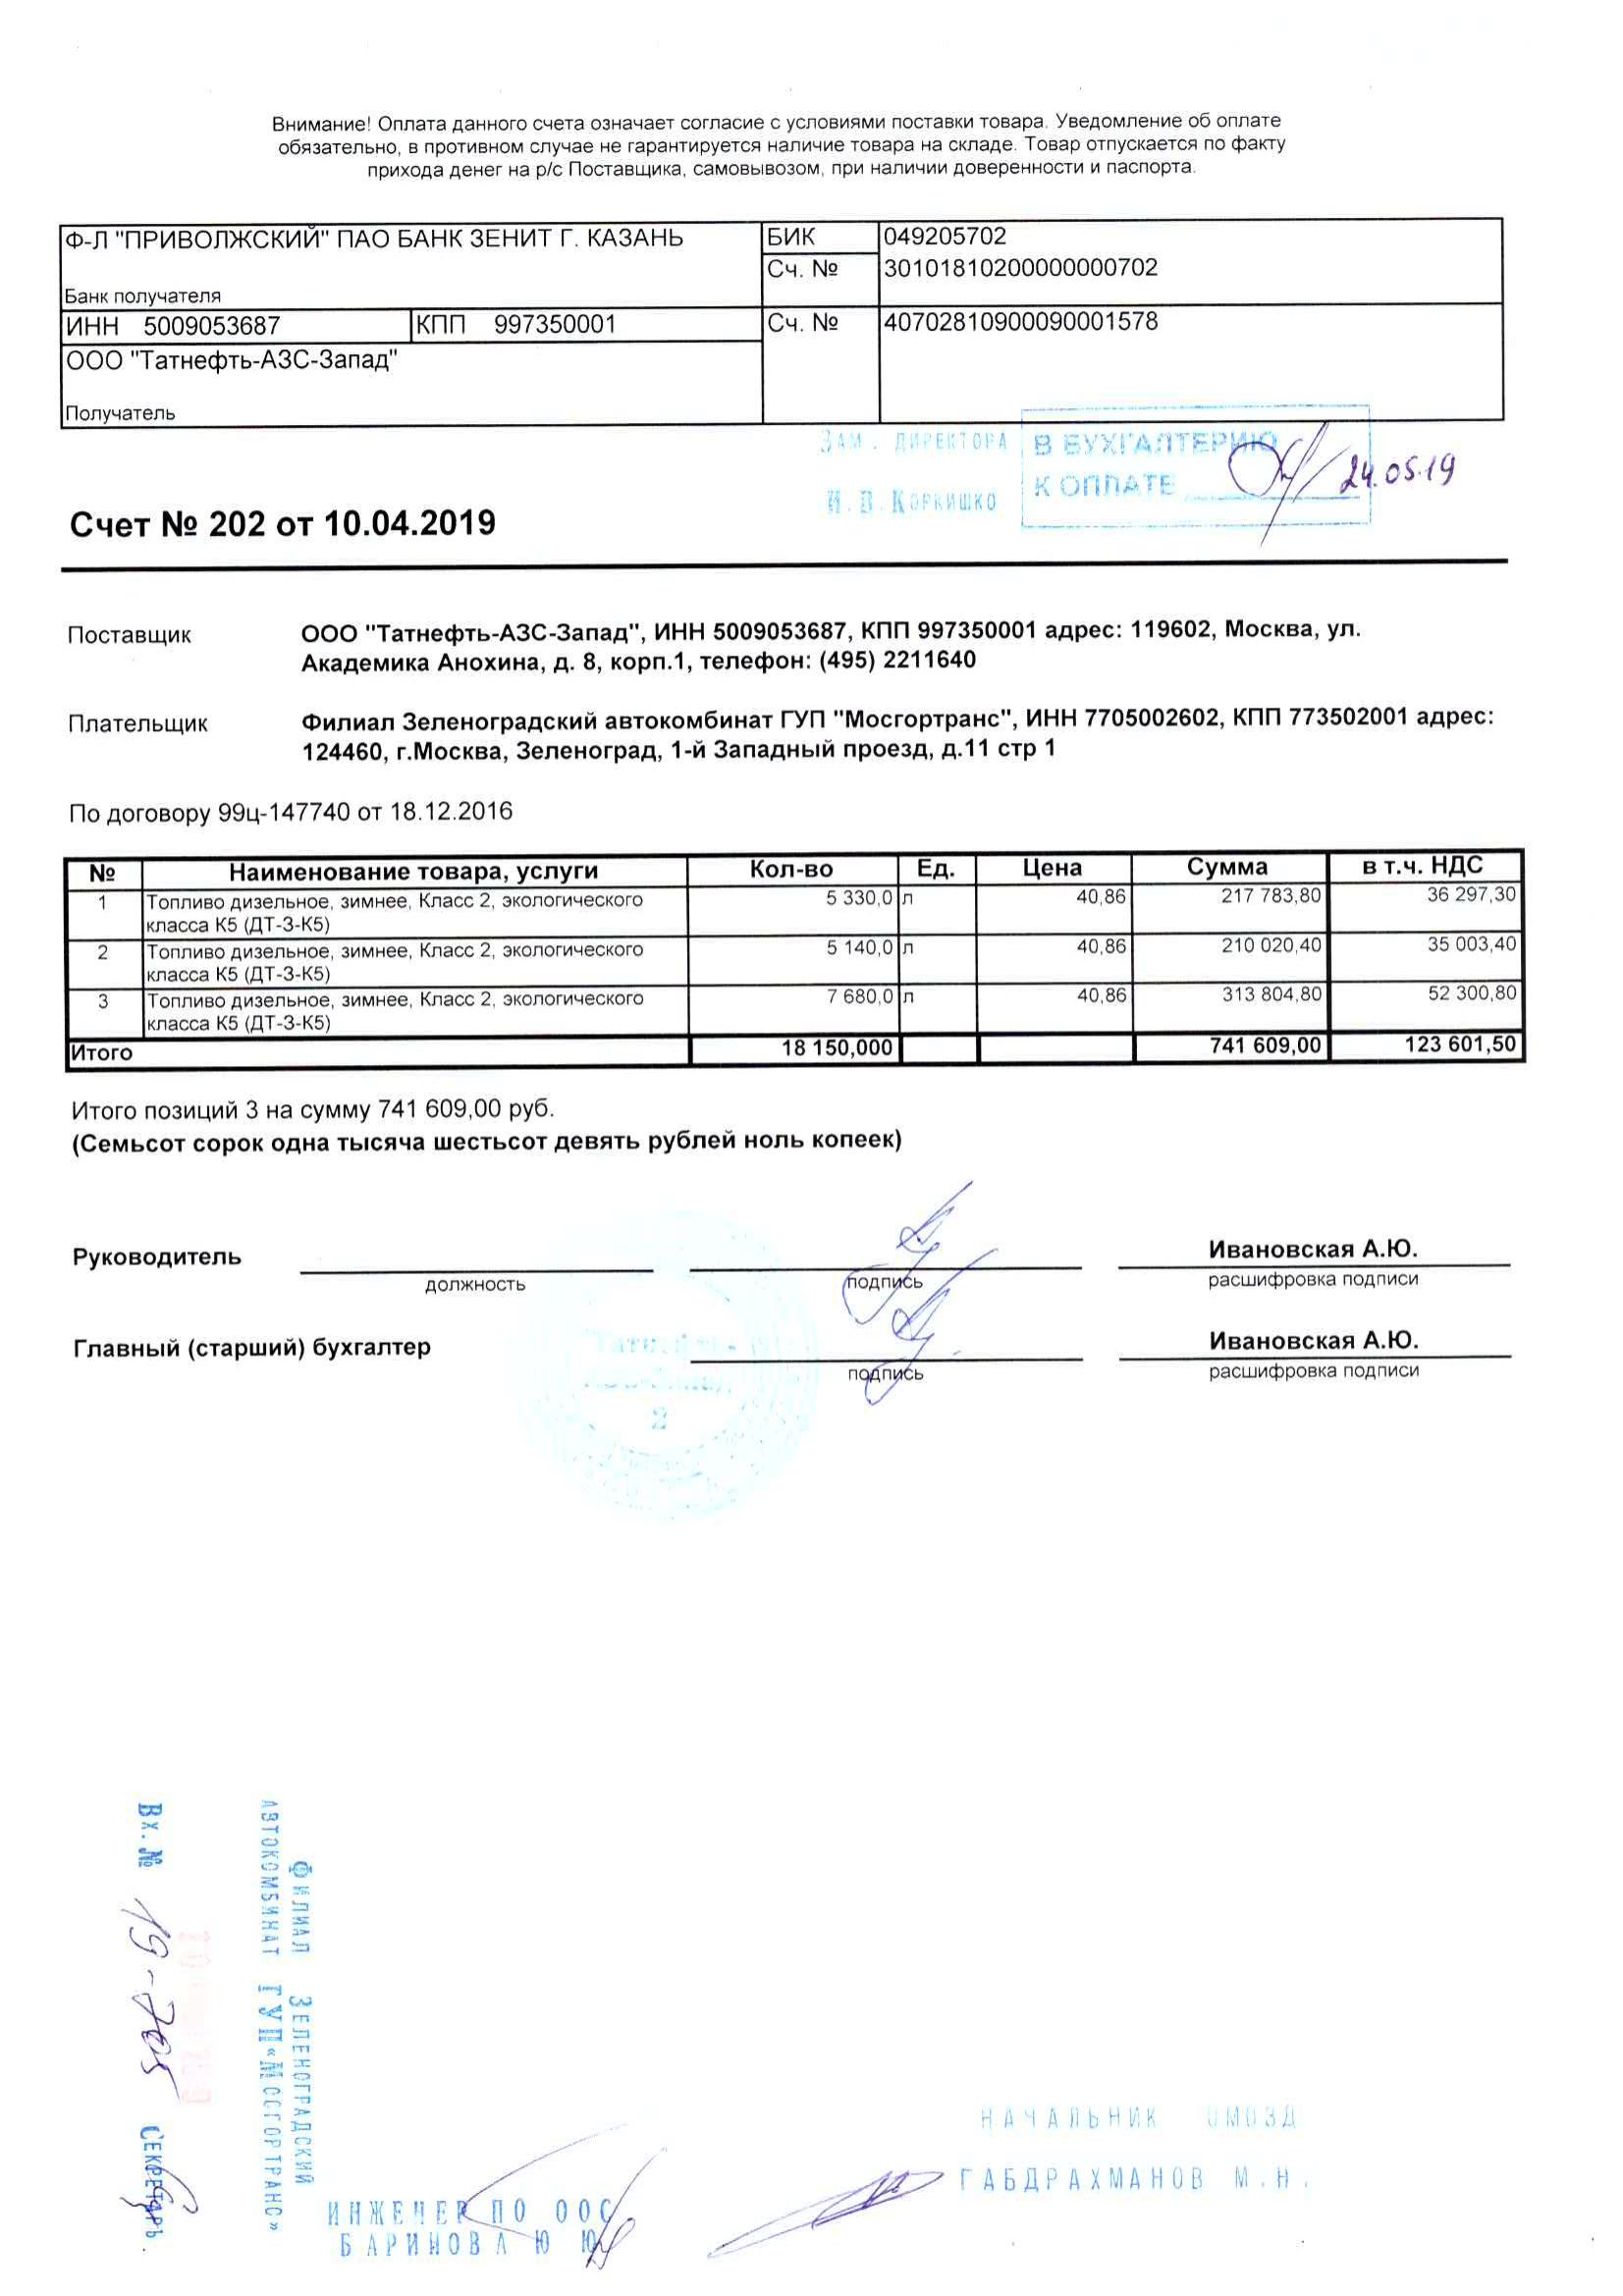 Внимание! Оплата данного счета означает согласие с условиями поставки товара. Уведомление об оплате
обязательно, в противном случае не гарантируется наличие товара на складе. Товар отпускается по факту
прихода денег на р/с Поставщика, самовывозом, при наличии доверенности и паспорта.
Ф-Л "ПРИВОЛЖСКИЙ" ПАО БАНК ЗЕНИТ Г. КАЗАНЬ БИК 049205702
Сч. № 30101810200000000702
Банк получателя
ИНН 5009053687 КПП 997350001 Сч. № 40702810900090001578
ООО "Татнефть-АЗС-Запад"
Получатель
Зам. директора В БУХГАЛТЕРИЮ
И.В.Коркишко К ОПЛАТЕ 24.05.19
Счет № 202 от 10.04.2019
Поставщик ООО "Татнефть-АЗС-Запад", ИНН 5009053687, КПП 997350001 адрес: 119602, Москва, ул.
Академика Анохина, д. 8, корп.1, телефон: (495) 2211640
Плательщик Филиал Зеленоградский автокомбинат ГУП "Мосгортранс", ИНН 7705002602, КПП 773502001 адрес:
124460, г.Москва, Зеленоград, 1-й Западный проезд, д.11 стр 1
По договору 99ц-147740 от 18.12.2016
№ Наименование товара, услуги Кол-во Ед. Цена Сумма в т.ч. НДС
1 Топливо дизельное, зимнее, Класс 2, экологического 5 330,0 л 40,86 217 783,80 36 297,30
класса К5 (ДТ-З-К5)
2 Топливо дизельное, зимнее, Класс 2, экологического 5 140,0 л 40,86 210 020,40 35 003,40
класса К5 (ДТ-З-К5)
3 Топливо дизельное, зимнее, Класс 2, экологического 7 680,0 л 40,86 313 804,80 52 300,80
класса К5 (ДТ-З-К5)
Итого 18 150,000 741 609,00 123 601,50
Итого позиций 3 на сумму 741 609,00 руб.
(Семьсот сорок одна тысяча шестьсот девять рублей ноль копеек)
Руководитель Ивановская А.Ю.
должность подпись расшифровка подписи
Главный (старший) бухгалтер Ивановская А.Ю.
подпись расшифровка подписи
Татнефть-
АЗС-Запад
2
Филиал Зеленоградский
автокомбинат ГУП«Мосгортранс»
Вх.№ 19-705 Секретарь
НАЧАЛЬНИК ОМОЗД
ГАБДРАХМАНОВ М.Н.
ИНЖЕНЕР ПО ООС
БАРИНОВА Ю Ю